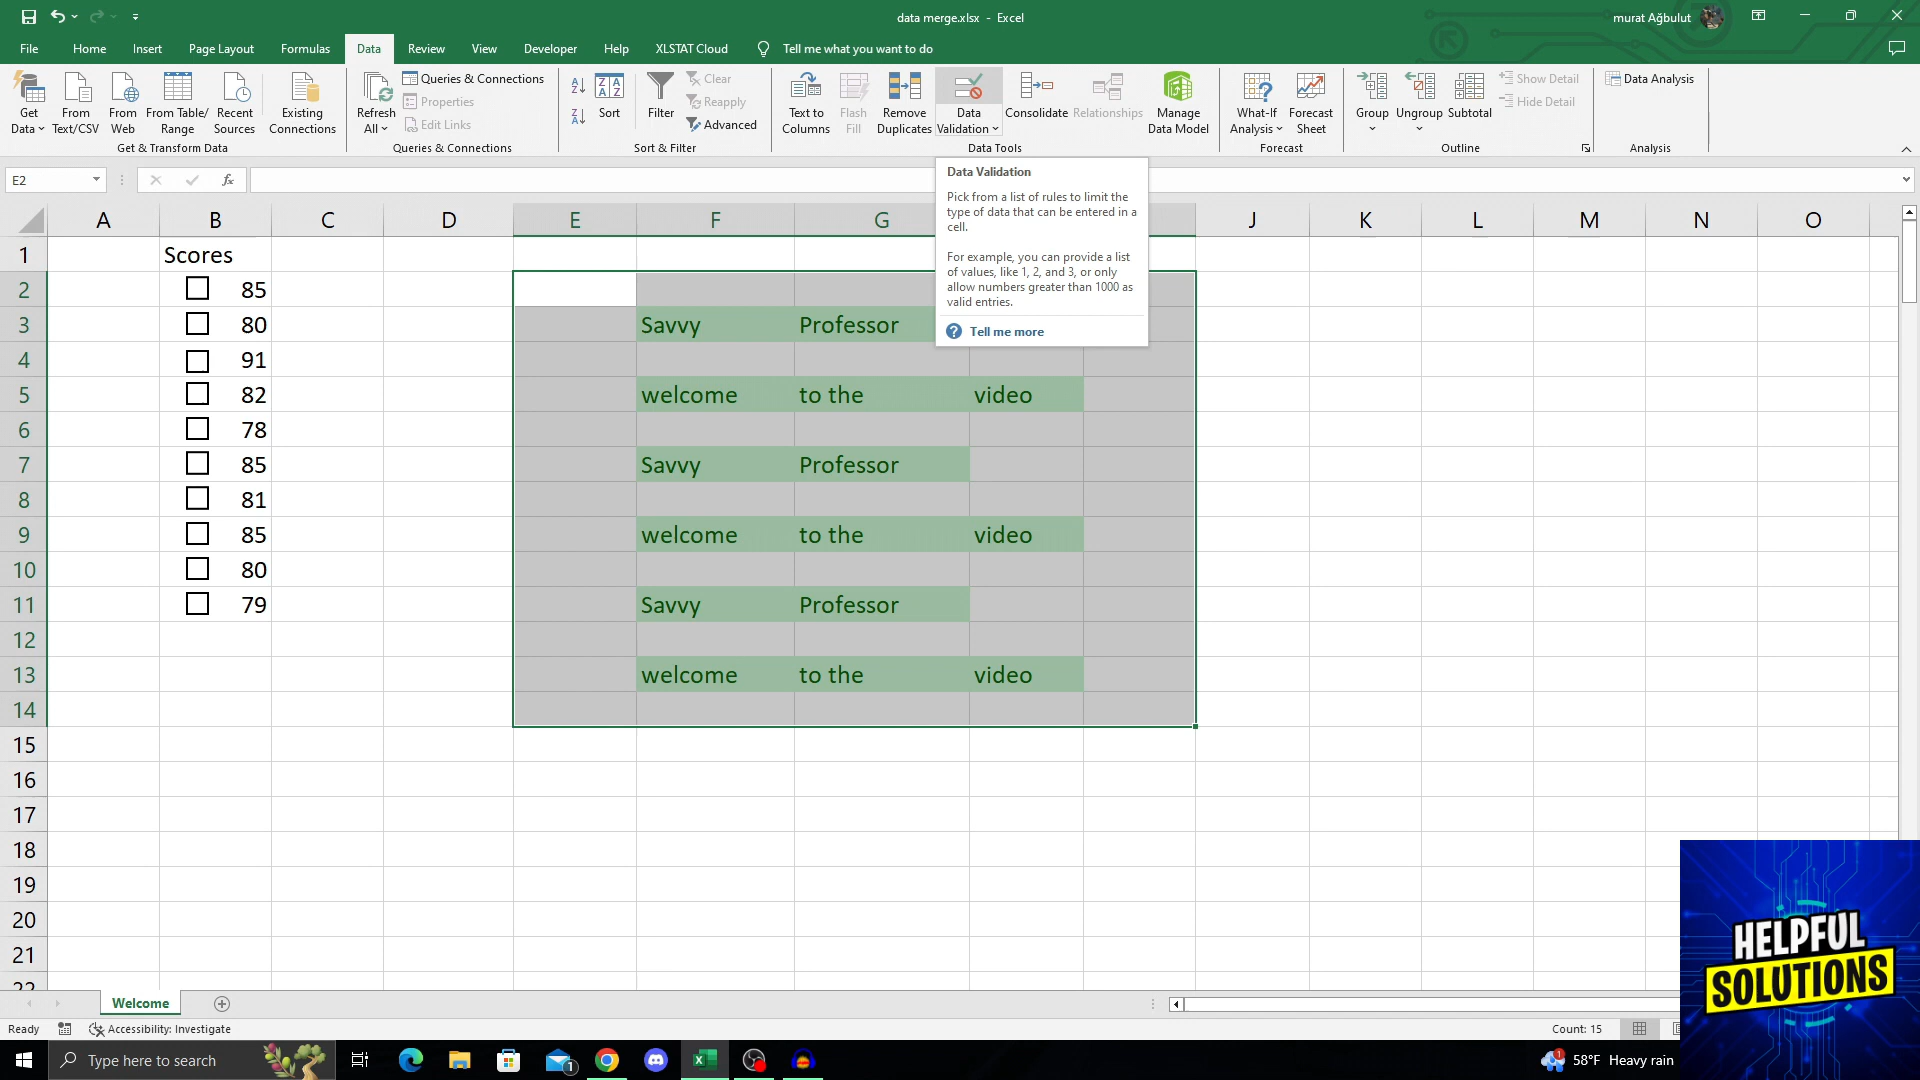 data merge.xlsx - Excel
murat Ağbulut
File Home Insert Page Layout Formulas Data Review View Developer Help XLSTAT Cloud Tell me what you want to do
Get Data
From Text/CSV
From Web
From Table/ Range
Recent Sources
Existing Connections
Get & Transform Data
Refresh All
Queries & Connections
Properties
Edit Links
Queries & Connections
Sort
Filter
Clear
Reapply
Advanced
Sort & Filter
Text to Columns
Flash Fill
Remove Duplicates
Data Validation
Consolidate
Relationships
Manage Data Model
Data Tools
What-If Analysis
Forecast Sheet
Forecast
Group
Ungroup
Subtotal
Show Detail
Hide Detail
Outline
Data Analysis
Analysis
E2
fx
Data Validation
Pick from a list of rules to limit the
type of data that can be entered in a
cell.
For example, you can provide a list
of values, like 1, 2, and 3, or only
allow numbers greater than 1000 as
valid entries.
Tell me more
A B C D E F G J K L M N O
1 Scores
2 85
3 80 Savvy Professor
4 91
5 82 welcome to the video
6 78
7 85 Savvy Professor
8 81
9 85 welcome to the video
10 80
11 79 Savvy Professor
12
13 welcome to the video
14
15
16
17
18
19
20
21
22
Welcome
Ready
Accessibility: Investigate
Count: 15
Type here to search
1
1
58°F Heavy rain
HELPFUL
SOLUTIONS